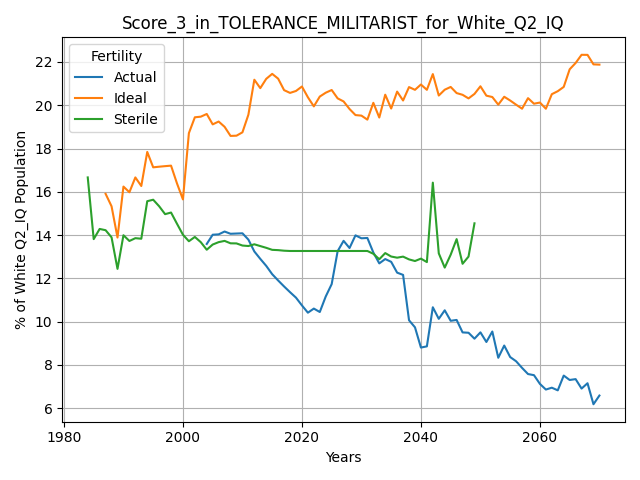 Score_3_in_TOLERANCE_MILITARIST_for_White_Q2_IQ
Fertility
Actual
Ideal
Sterile
% of White Q2_IQ Population
22
20
18
16
14
12
10
8
6
1980
2000
2020
2040
2060
Years